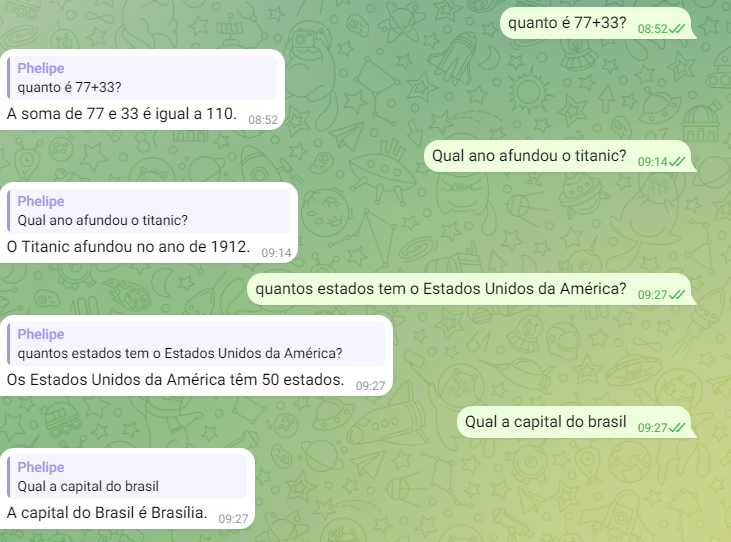 quanto é 77+33? 08:52
Phelipe
quanto é 77+33?
A soma de 77 e 33 é igual a 110. 08:52
Qual ano afundou o titanic? 09:14
Phelipe
Qual ano afundou o titanic?
O Titanic afundou no ano de 1912. 09:14
quantos estados tem o Estados Unidos da América? 09:27
Phelipe
quantos estados tem o Estados Unidos da América?
Os Estados Unidos da América têm 50 estados. 09:27
Qual a capital do brasil 09:27
Phelipe
Qual a capital do brasil
A capital do Brasil é Brasília. 09:27